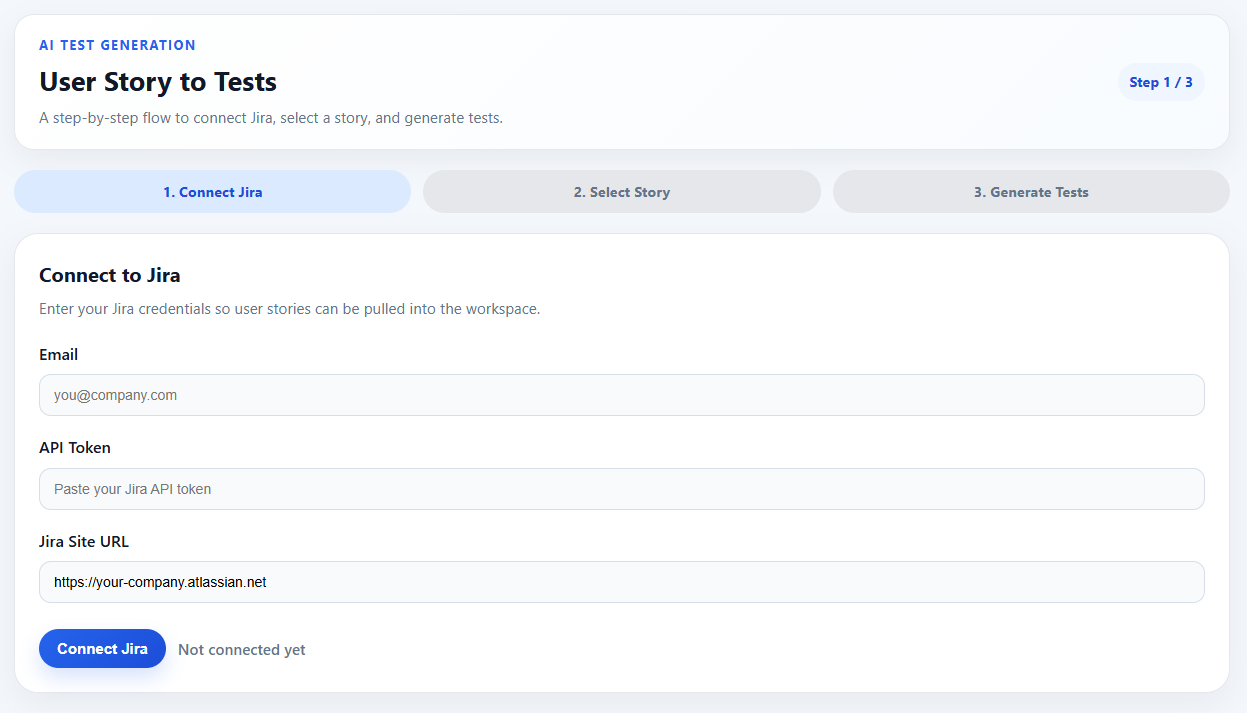 AI TEST GENERATION
User Story to Tests
Step 1 / 3
A step-by-step flow to connect Jira, select a story, and generate tests.
1. Connect Jira
2. Select Story
3. Generate Tests
Connect to Jira
Enter your Jira credentials so user stories can be pulled into the workspace.
Email
you@company.com
API Token
Paste your Jira API token
Jira Site URL
https://your-company.atlassian.net
Connect Jira
Not connected yet